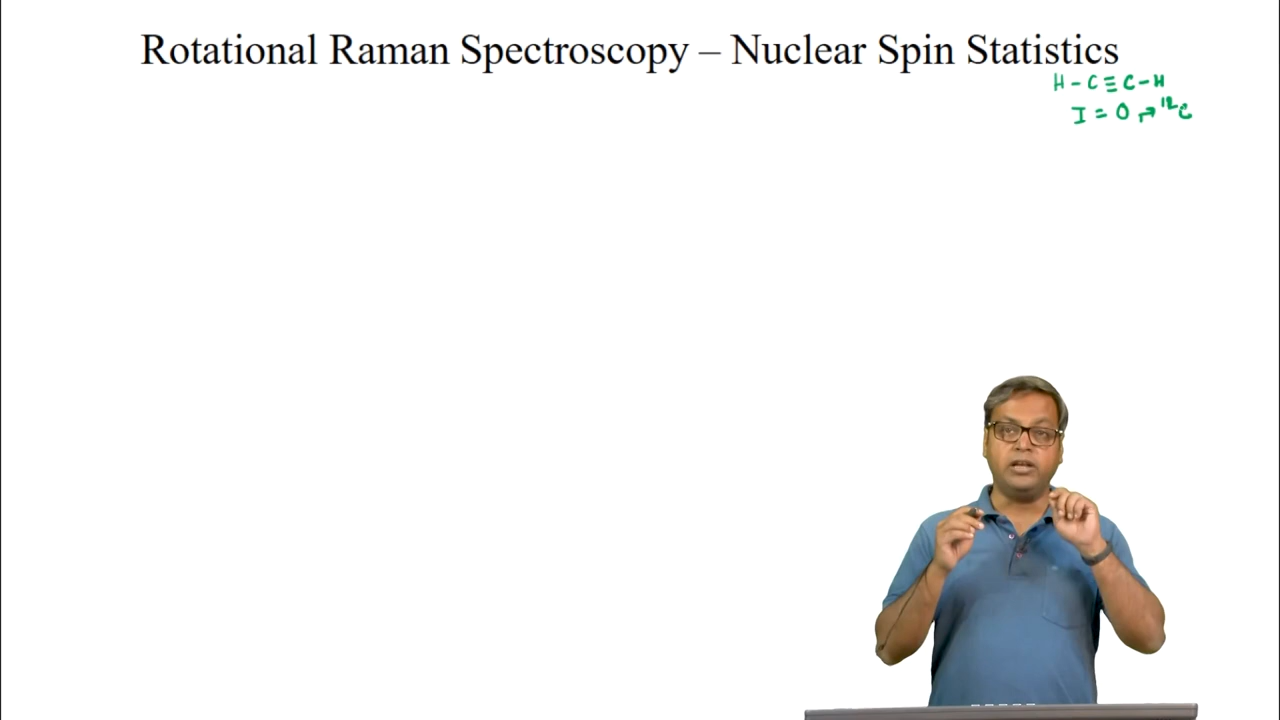 Rotational Raman Spectroscopy – Nuclear Spin Statistics
H-C≡C-H
I = 0 → ¹²C